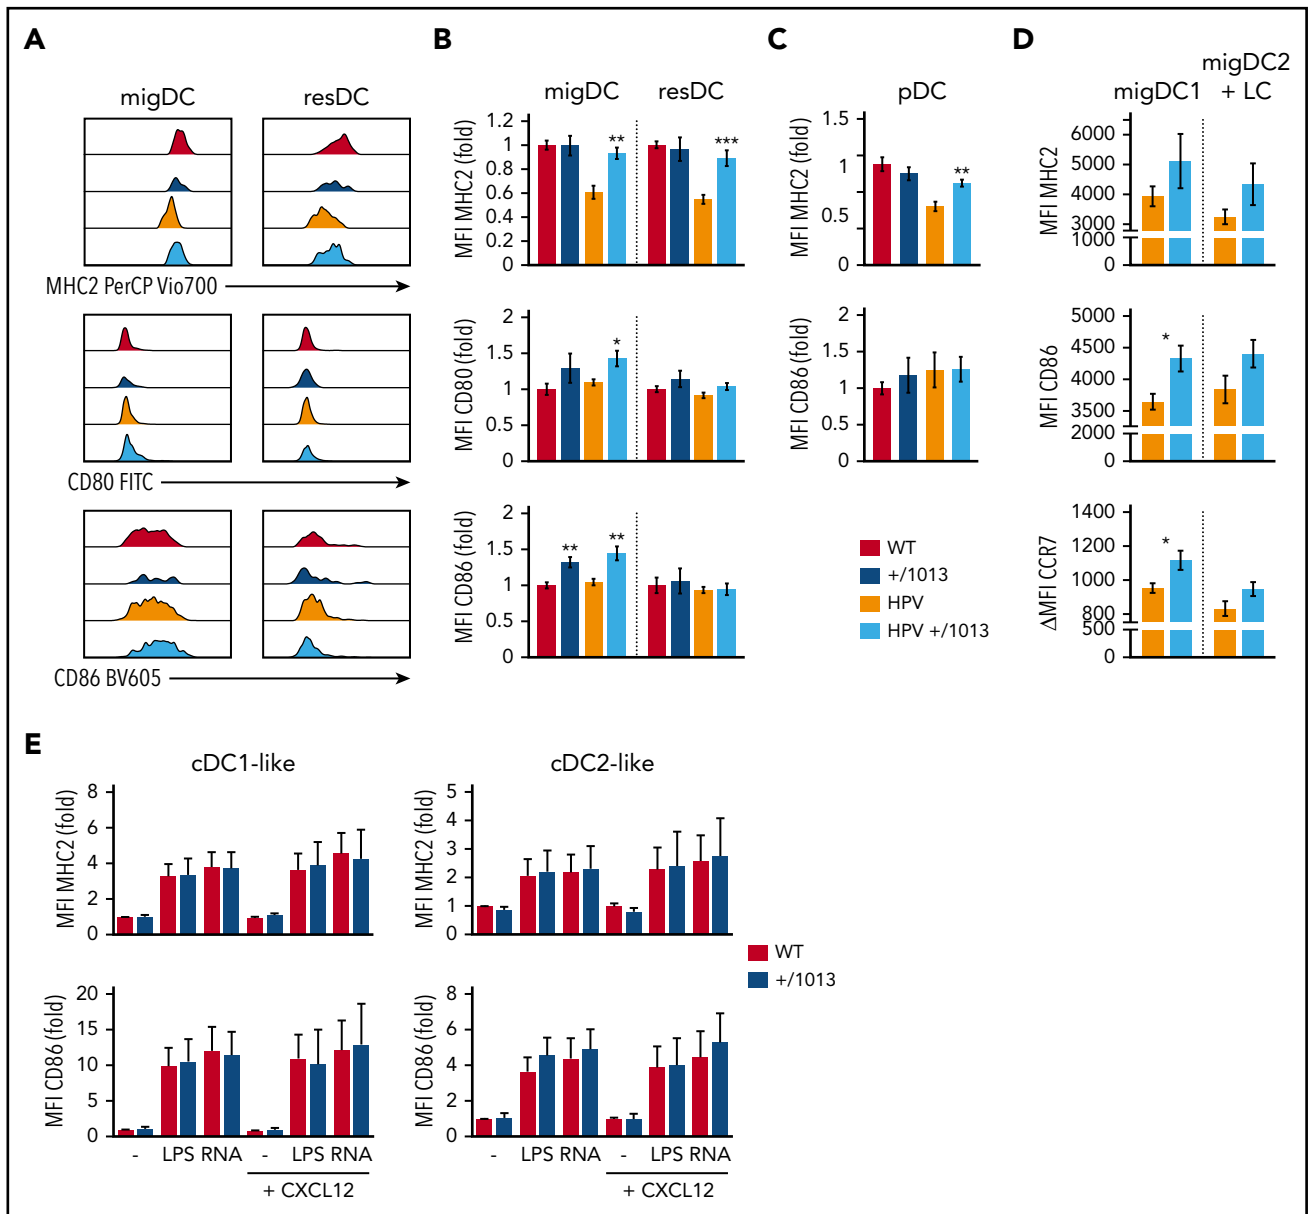 A
migDC
resDC
MHC2 PerCP Vio700
CD80 FITC
CD86 BV605
B
migDC
resDC
MFI MHC2 (fold)
1.2
1
0.8
0.6
0.4
0.2
0
**
***
MFI CD80 (fold)
2
1.5
1
0.5
0
*
MFI CD86 (fold)
2
1.5
1
0.5
0
**
**
C
pDC
MFI MHC2 (fold)
1.5
1
0.5
0
**
MFI CD86 (fold)
2
1.5
1
0.5
0
WT
+/1013
HPV
HPV +/1013
D
migDC1
migDC2
+ LC
MFI MHC2
6000
5000
4000
3000
1000
0
MFI CD86
5000
4500
4000
3500
2000
0
*
ΔMFI CCR7
1400
1200
1000
800
500
0
*
E
cDC1-like
MFI MHC2 (fold)
8
6
4
2
0
MFI CD86 (fold)
20
15
10
5
0
- LPS RNA - LPS RNA
+ CXCL12
cDC2-like
MFI MHC2 (fold)
5
4
3
2
1
0
MFI CD86 (fold)
8
6
4
2
0
- LPS RNA - LPS RNA
+ CXCL12
WT
+/1013